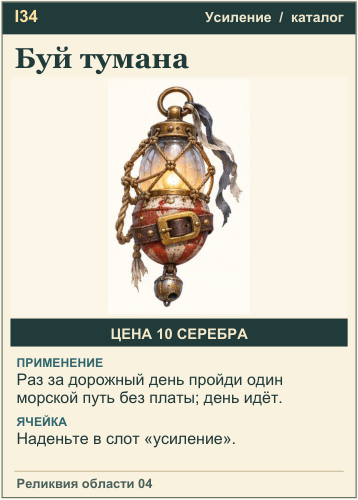 I34
Усиление / каталог
Буй тумана
ЦЕНА 10 СЕРЕБРА
ПРИМЕНЕНИЕ
Раз за дорожный день пройди один
морской путь без платы; день идёт.
ЯЧЕЙКА
Наденьте в слот «усиление».
Реликвия области 04